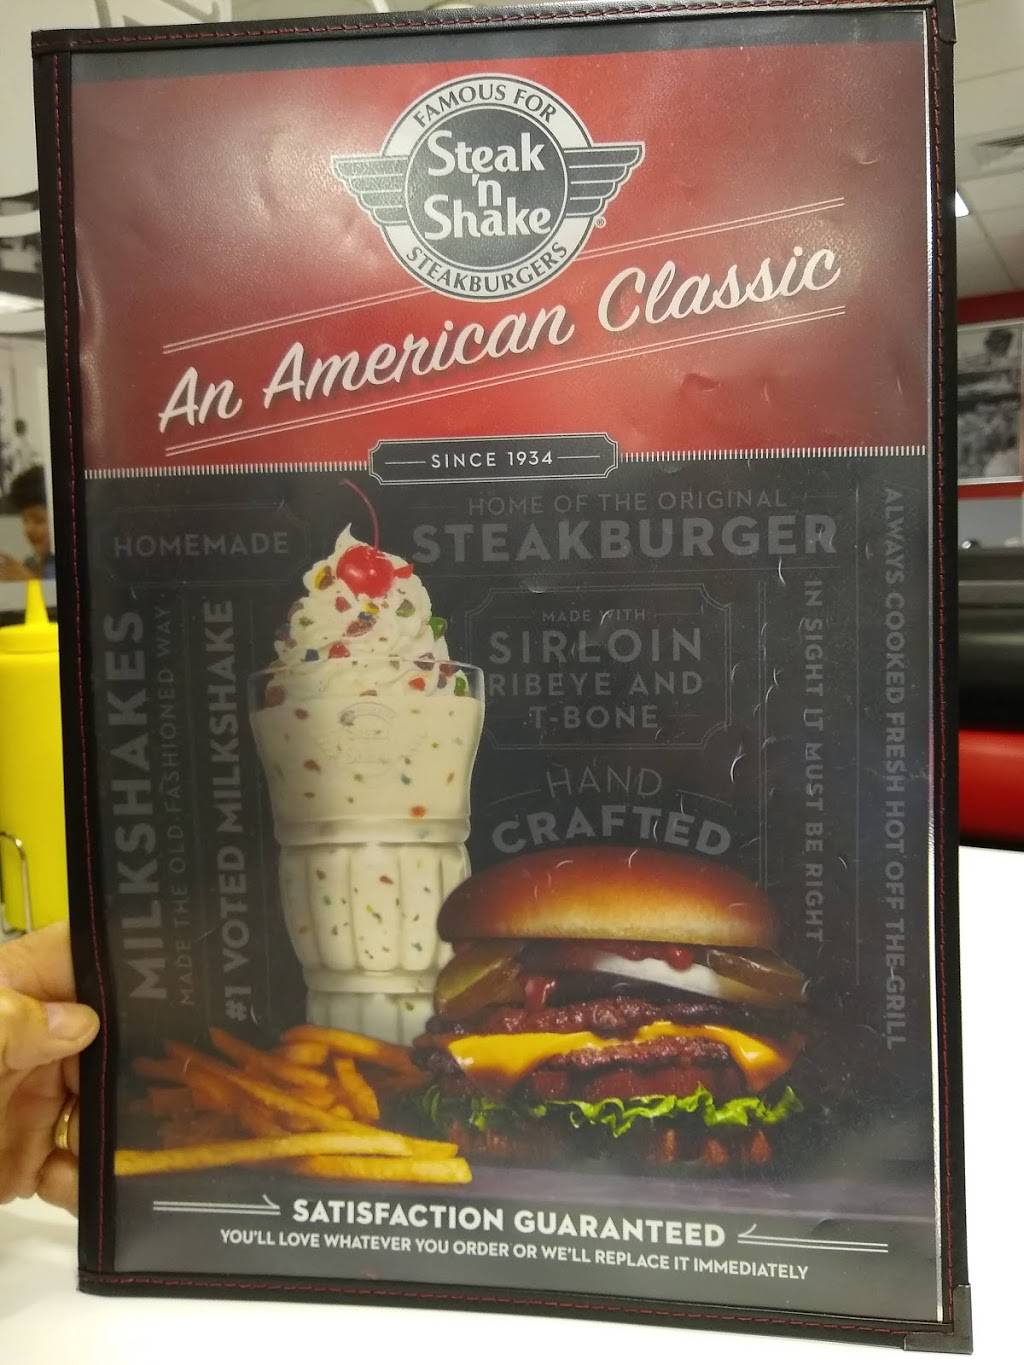 FAMOUS FOR
Steak
'n
Shake
®
STEAKBURGERS
An American Classic
SINCE 1934
HOME OF THE ORIGINAL
STEAKBURGER
HOMEMADE
MILKSHAKES
MADE THE OLD FASHIONED WAY
#1 VOTED MILKSHAKE
MADE WITH
SIRLOIN
RIBEYE AND
T-BONE
HAND
CRAFTED
IN SIGHT IT MUST BE RIGHT
ALWAYS COOKED FRESH HOT OFF THE GRILL
SATISFACTION GUARANTEED
YOU'LL LOVE WHATEVER YOU ORDER OR WE'LL REPLACE IT IMMEDIATELY